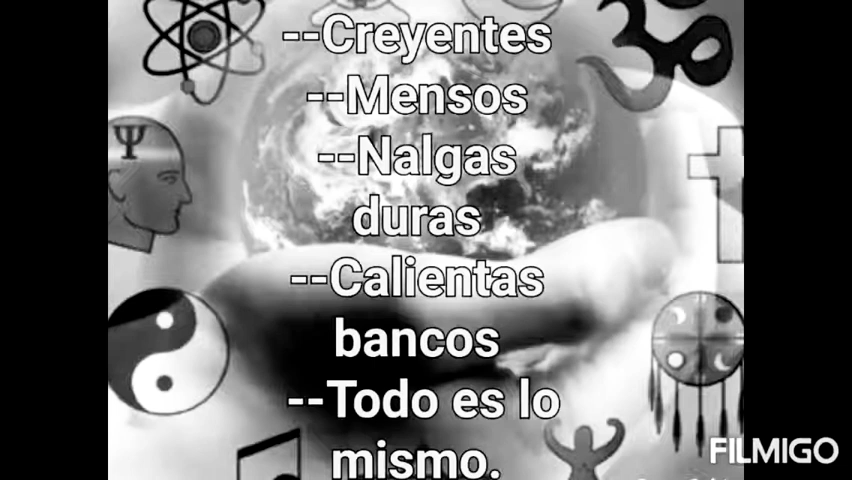 --Creyentes
--Mensos
--Nalgas
duras
--Calientas
bancos
--Todo es lo
mismo.
FILMIGO